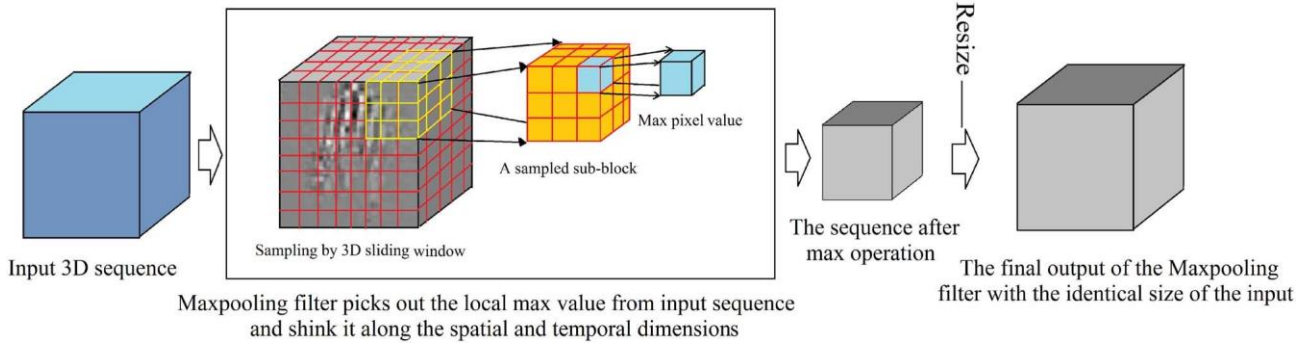 Input 3D sequence
Sampling by 3D sliding window
A sampled sub-block
Max pixel value
Maxpooling filter picks out the local max value from input sequence
and shink it along the spatial and temporal dimensions
The sequence after
max operation
Resize
The final output of the Maxpooling
filter with the identical size of the input